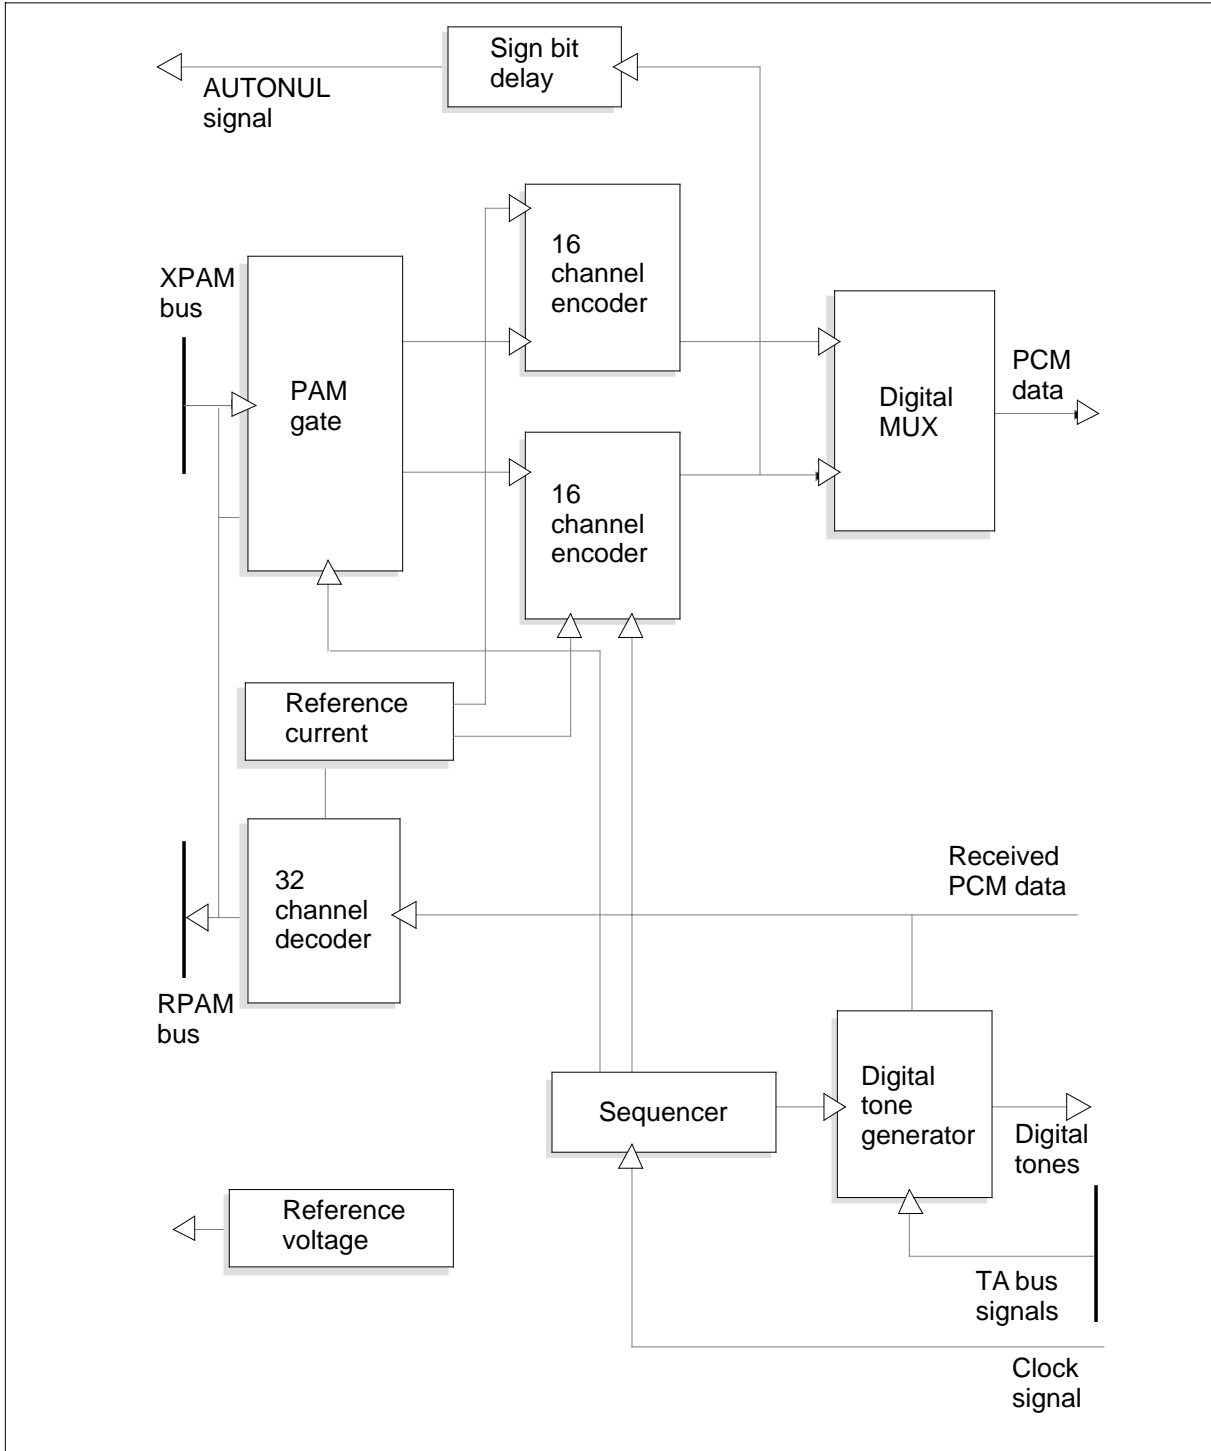 Sign bit
delay
AUTONUL
signal
16
channel
encoder
XPAM
bus
PAM
gate
Digital
MUX
PCM
data
16
channel
encoder
Reference
current
Received
PCM data
32
channel
decoder
RPAM
bus
Sequencer
Digital
tone
generator
Digital
tones
Reference
voltage
TA bus
signals
Clock
signal